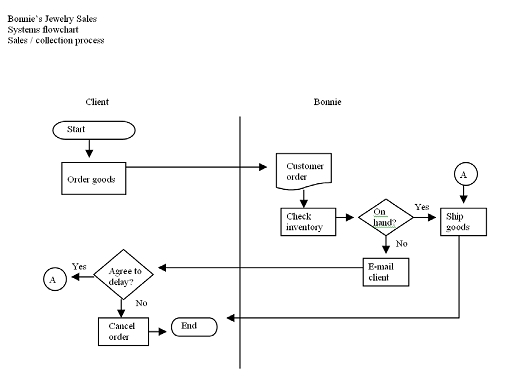 Bonnie's Jewelry Sales
Systems flowchart
Sales / collection process
Client
Bonnie
Start
Order goods
Customer
order
A
Check
inventory
On
hand?
Yes
Ship
goods
No
E-mail
client
Agree to
delay?
Yes
A
No
Cancel
order
End